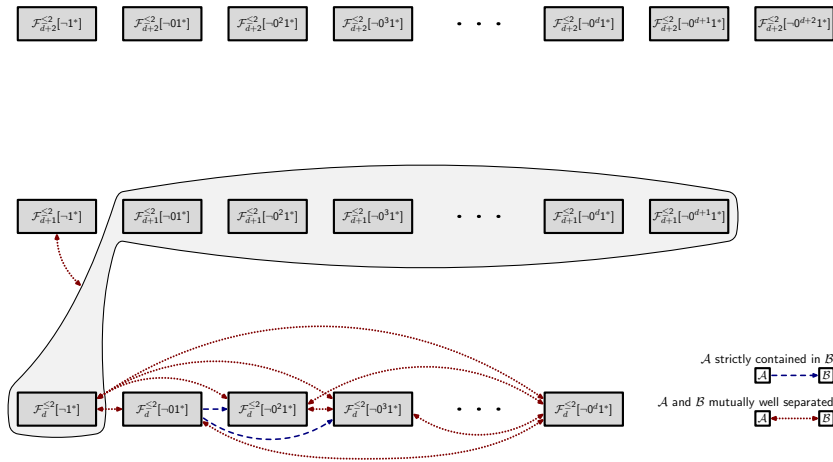 $\mathcal{F}_{d+2}^{\leq 2}[\neg 1^*]$ $\mathcal{F}_{d+2}^{\leq 2}[\neg 01^*]$ $\mathcal{F}_{d+2}^{\leq 2}[\neg 0^2 1^*]$ $\mathcal{F}_{d+2}^{\leq 2}[\neg 0^3 1^*]$ · · · $\mathcal{F}_{d+2}^{\leq 2}[\neg 0^d 1^*]$ $\mathcal{F}_{d+2}^{\leq 2}[\neg 0^{d+1} 1^*]$ $\mathcal{F}_{d+2}^{\leq 2}[\neg 0^{d+2} 1^*]$
$\mathcal{F}_{d+1}^{\leq 2}[\neg 1^*]$ $\mathcal{F}_{d+1}^{\leq 2}[\neg 01^*]$ $\mathcal{F}_{d+1}^{\leq 2}[\neg 0^2 1^*]$ $\mathcal{F}_{d+1}^{\leq 2}[\neg 0^3 1^*]$ · · · $\mathcal{F}_{d+1}^{\leq 2}[\neg 0^d 1^*]$ $\mathcal{F}_{d+1}^{\leq 2}[\neg 0^{d+1} 1^*]$
$\mathcal{F}_{d}^{\leq 2}[\neg 1^*]$ $\mathcal{F}_{d}^{\leq 2}[\neg 01^*]$ $\mathcal{F}_{d}^{\leq 2}[\neg 0^2 1^*]$ $\mathcal{F}_{d}^{\leq 2}[\neg 0^3 1^*]$ · · · $\mathcal{F}_{d}^{\leq 2}[\neg 0^d 1^*]$
$\mathcal{A}$ strictly contained in $\mathcal{B}$
$\mathcal{A}$ $\mathcal{B}$
$\mathcal{A}$ and $\mathcal{B}$ mutually well separated
$\mathcal{A}$ $\mathcal{B}$